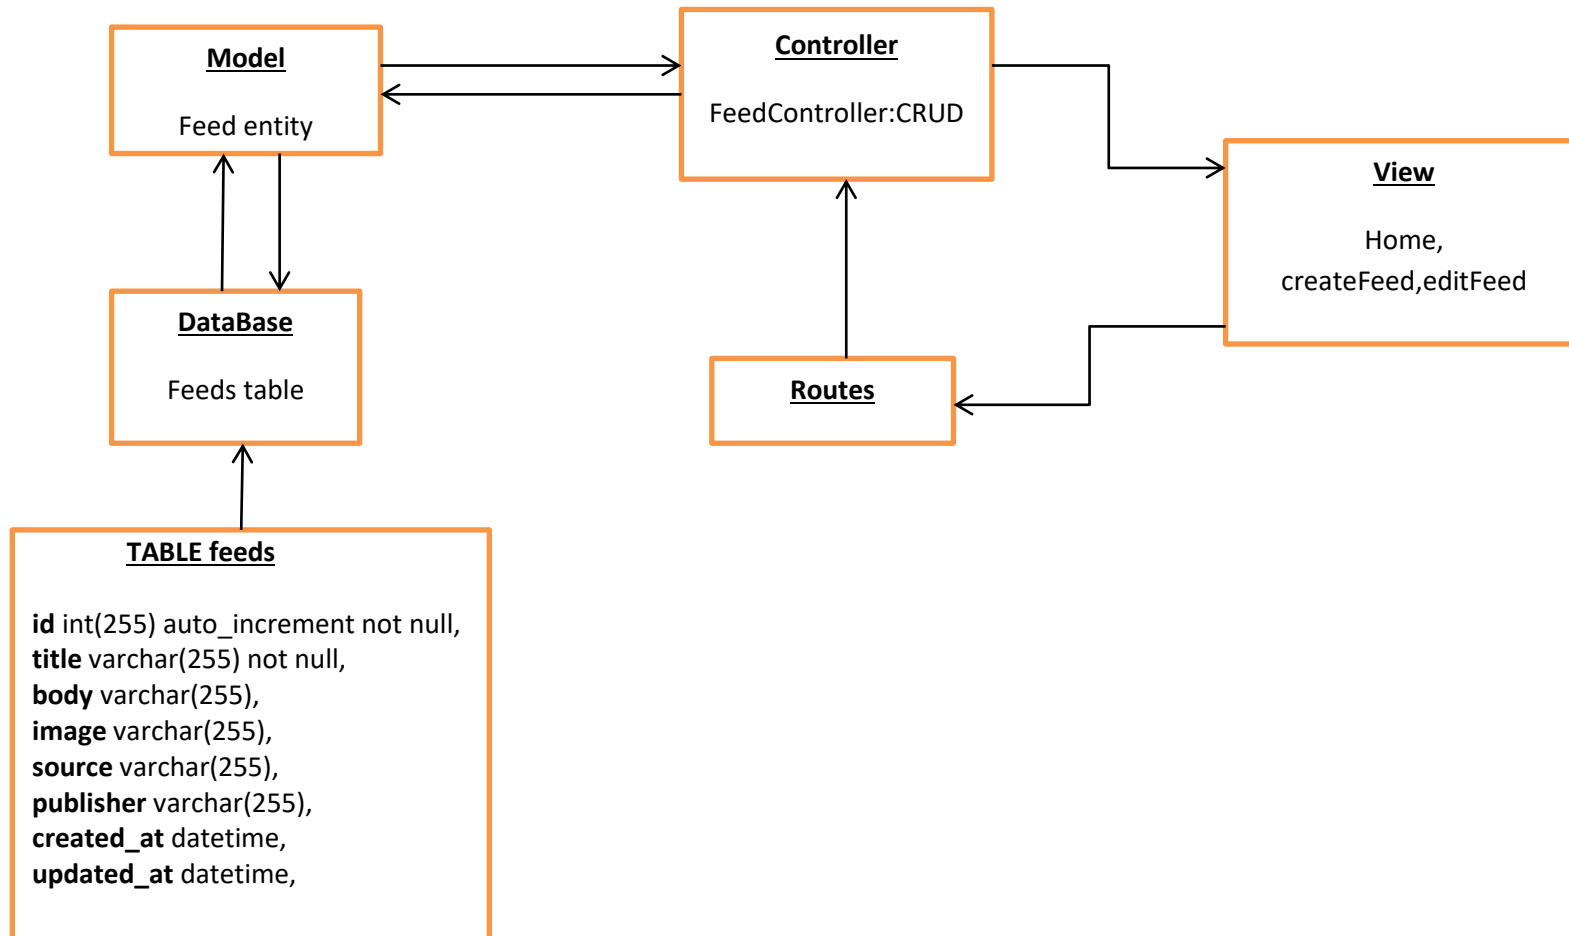 Model
Feed entity
Controller
FeedController:CRUD
View
Home,
createFeed,editFeed
DataBase
Feeds table
Routes
TABLE feeds
id int(255) auto_increment not null,
title varchar(255) not null,
body varchar(255),
image varchar(255),
source varchar(255),
publisher varchar(255),
created_at datetime,
updated_at datetime,